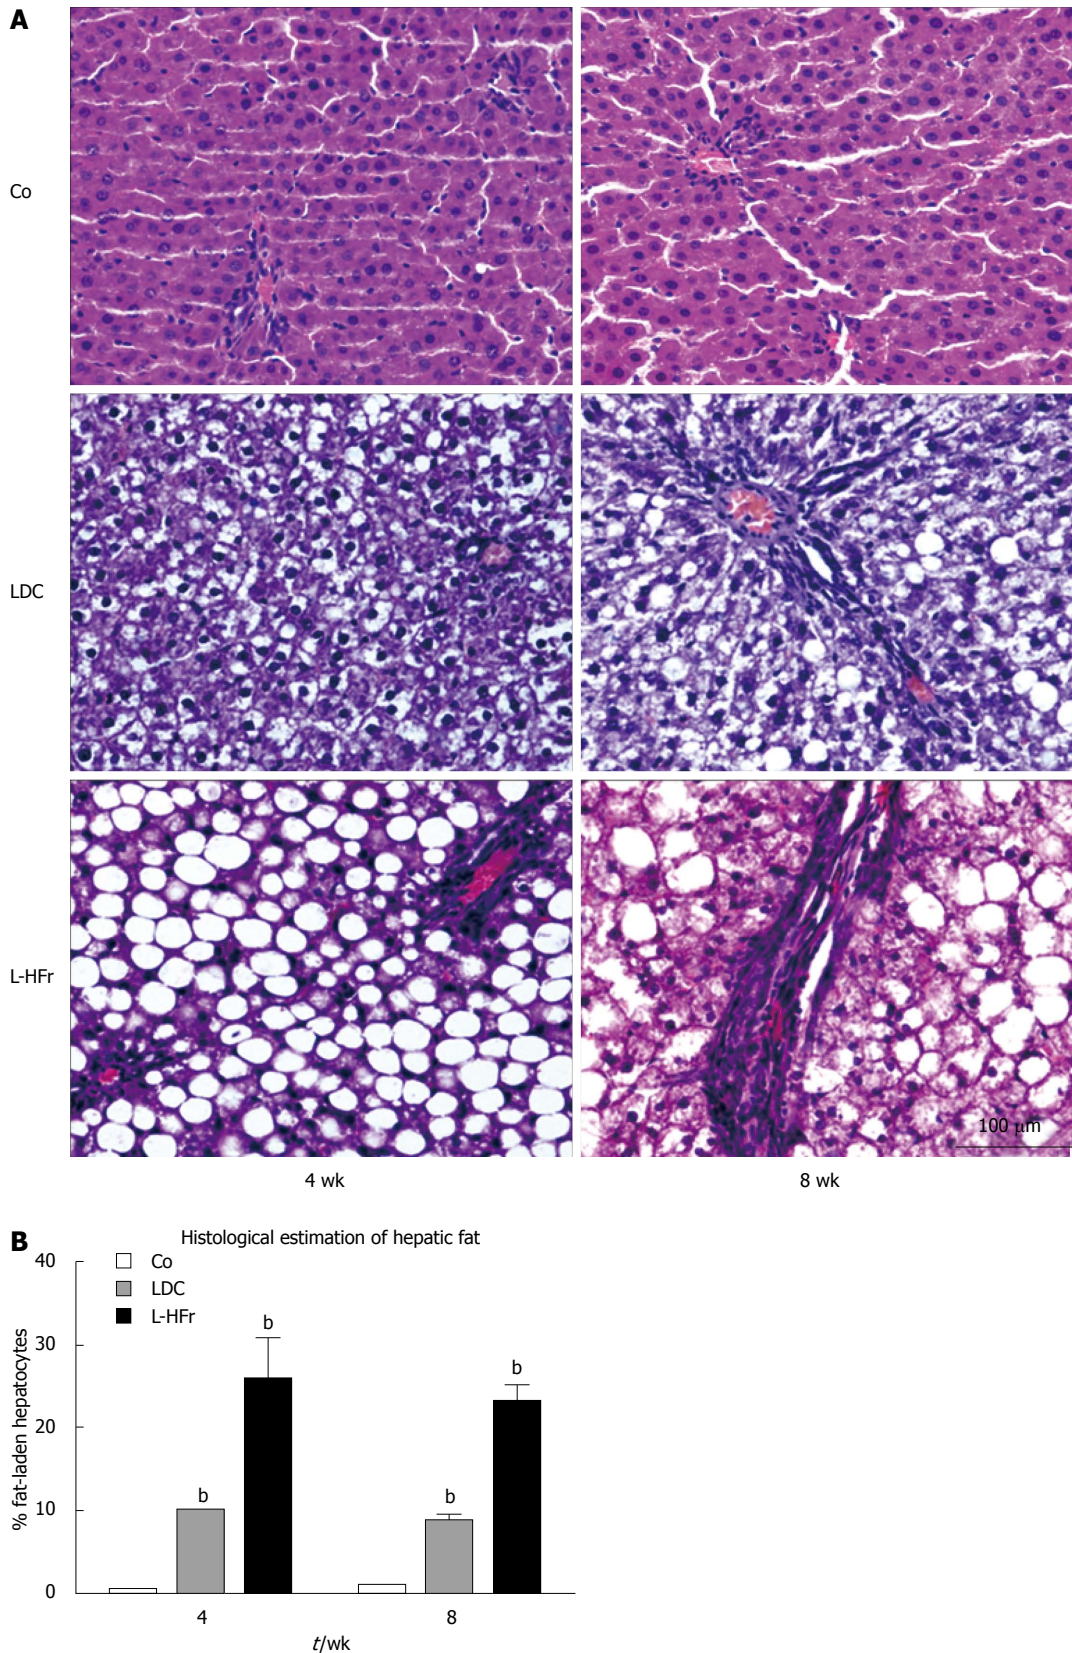 A
Co
LDC
L-HFr
100 μm
4 wk
8 wk
B
Histological estimation of hepatic fat
Co
LDC
L-HFr
% fat-laden hepatocytes
40
30
20
10
0
b
b
b
b
4
8
t/wk